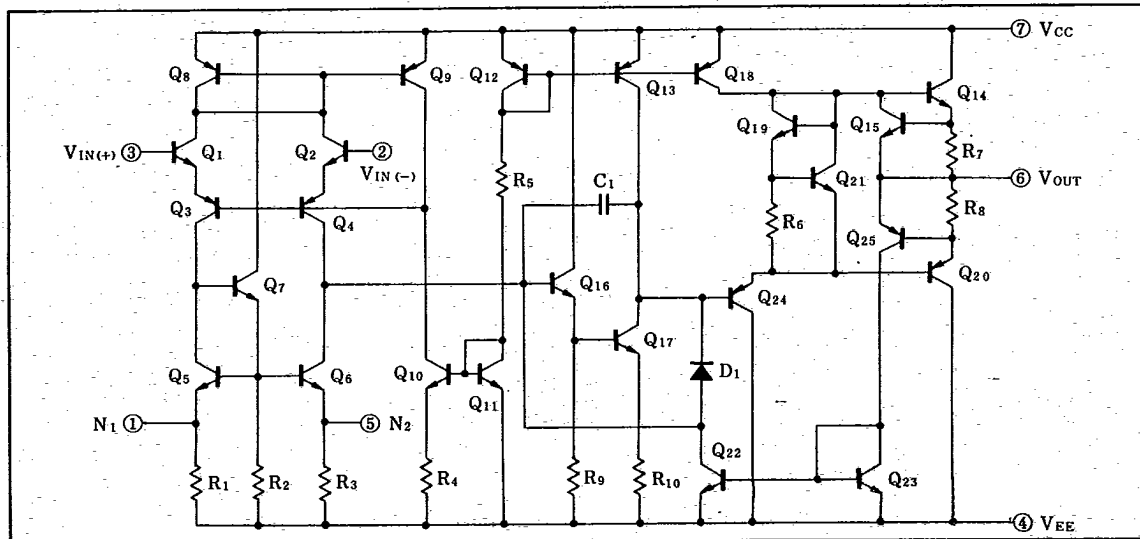 ⑦ VCC
Q8
Q9
Q12
Q13
Q18
Q14
Q19
Q15
VIN(+) ③
Q1
Q2
② VIN(-)
R7
Q3
Q4
R5
C1
Q21
⑥ VOUT
R6
R8
Q25
Q7
Q16
Q24
Q20
Q17
Q5
Q6
Q10
Q11
D1
N1 ①
⑤ N2
Q22
R1
R2
R3
R4
R9
R10
Q23
④ VEE